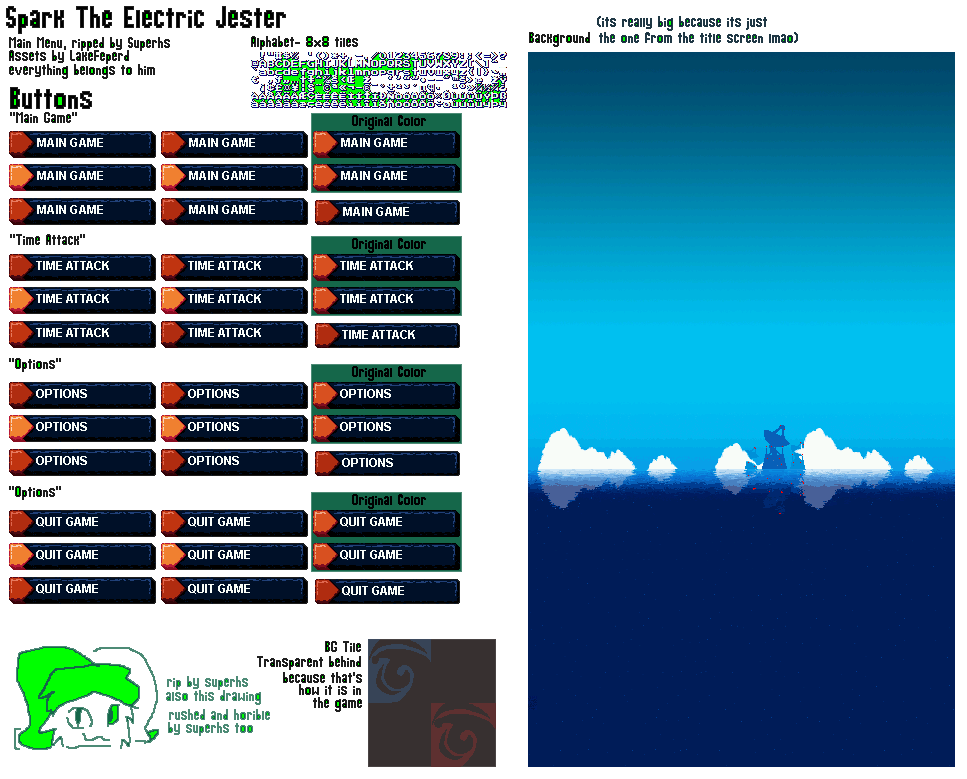 Spark The Electric Jester
Main Menu, ripped by Superhs
Assets by LakeFeperd
everything belongs to him
Alphabet- 8x8 tiles
(its really big because its just
Background the one from the title screen lmao)
Buttons
"Main Game"
Original Color
MAIN GAME MAIN GAME MAIN GAME
MAIN GAME MAIN GAME MAIN GAME
MAIN GAME MAIN GAME MAIN GAME
"Time Attack"
Original Color
TIME ATTACK TIME ATTACK TIME ATTACK
TIME ATTACK TIME ATTACK TIME ATTACK
TIME ATTACK TIME ATTACK TIME ATTACK
"Options"
Original Color
OPTIONS OPTIONS OPTIONS
OPTIONS OPTIONS OPTIONS
OPTIONS OPTIONS OPTIONS
"Options"
Original Color
QUIT GAME QUIT GAME QUIT GAME
QUIT GAME QUIT GAME QUIT GAME
QUIT GAME QUIT GAME QUIT GAME
rip by superhs
also this drawing
rushed and horible
by superhs too
BG Tile
Transparent behind
because that's
how it is in
the game